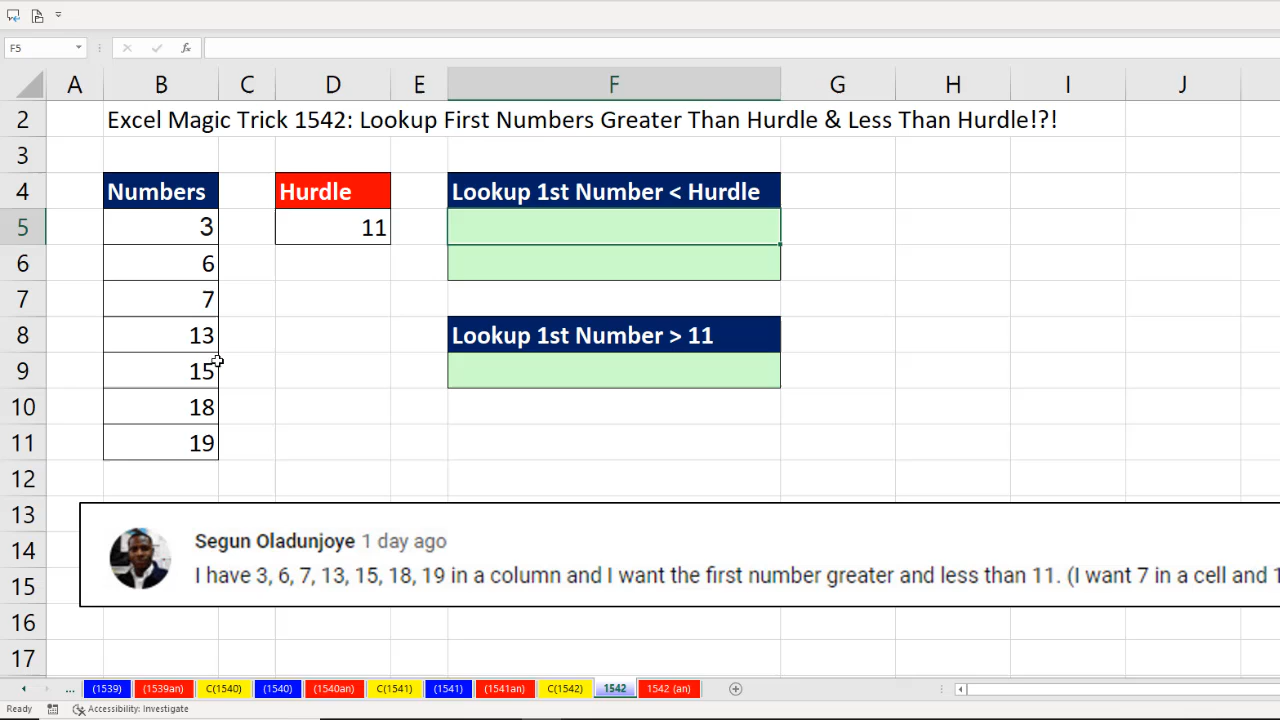 F5
fx
A B C D E F G H I J
2 Excel Magic Trick 1542: Lookup First Numbers Greater Than Hurdle & Less Than Hurdle!?!
3
4 Numbers Hurdle Lookup 1st Number < Hurdle
5 3 11
6 6
7 7
8 13 Lookup 1st Number > 11
9 15
10 18
11 19
12
13
14 Segun Oladunjoye 1 day ago
15 I have 3, 6, 7, 13, 15, 18, 19 in a column and I want the first number greater and less than 11. (I want 7 in a cell and 1
16
17
... (1539) (1539an) C(1540) (1540) (1540an) C(1541) (1541) (1541an) C(1542) 1542 1542 (an)
Ready Accessibility: Investigate